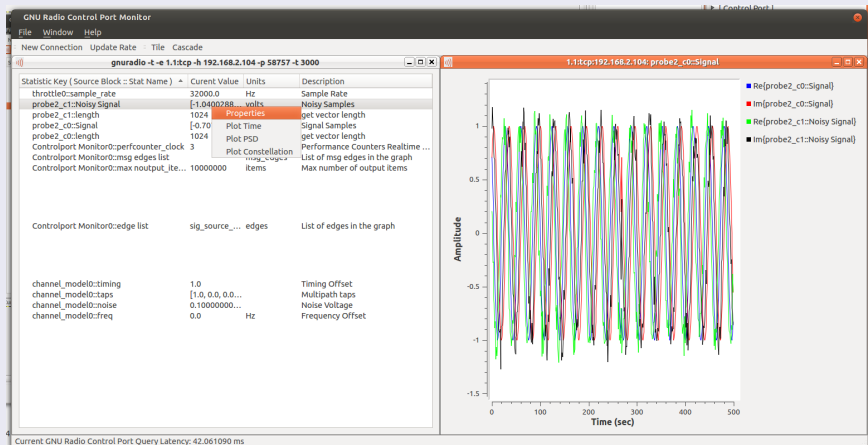 [ Control Port ]
GNU Radio Control Port Monitor
File Window Help
New Connection Update Rate Tile Cascade
gnuradio -t -e 1.1:tcp -h 192.168.2.104 -p 58757 -t 3000
Statistic Key ( Source Block :: Stat Name ) Curent Value Units Description
throttle0::sample_rate 32000.0 Hz Sample Rate
probe2_c1::Noisy Signal [-1.0400288... volts Noisy Samples
probe2_c1::length 1024 get vector length
probe2_c0::Signal [-0.70 Signal Samples
probe2_c0::length 1024 get vector length
Controlport Monitor0::perfcounter_clock 3 Performance Counters Realtime ...
Controlport Monitor0::msg edges list msg_edges List of msg edges in the graph
Controlport Monitor0::max noutput_ite... 10000000 items Max number of output items
Controlport Monitor0::edge list sig_source_... edges List of edges in the graph
channel_model0::timing 1.0 Timing Offset
channel_model0::taps [1.0, 0.0, 0.0... Multipath taps
channel_model0::noise 0.10000000... Noise Voltage
channel_model0::freq 0.0 Hz Frequency Offset
Properties
Plot Time
Plot PSD
Plot Constellation
1.1:tcp:192.168.2.104: probe2_c0::Signal
Re{probe2_c0::Signal}
Im{probe2_c0::Signal}
Re{probe2_c1::Noisy Signal}
Im{probe2_c1::Noisy Signal}
Amplitude
1
0.5
0
-0.5
-1
-1.5
0 100 200 300 400 500
Time (sec)
Current GNU Radio Control Port Query Latency: 42.061090 ms